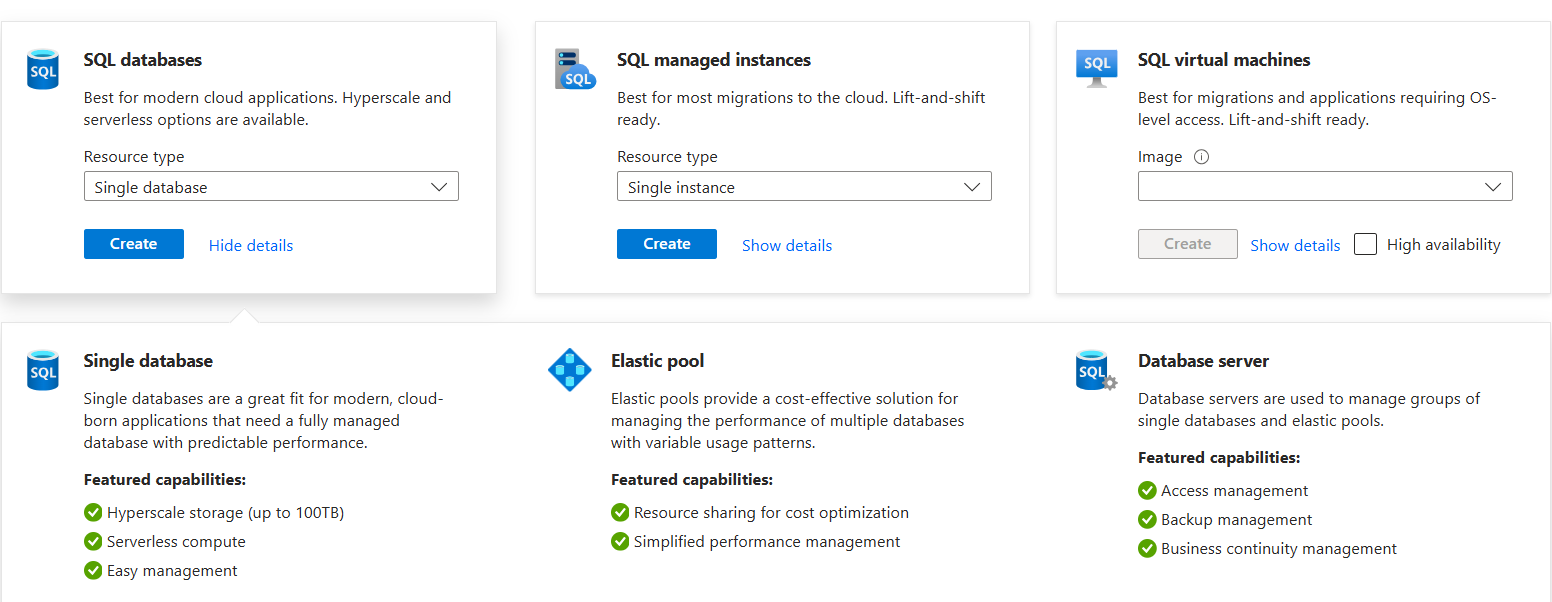 SQL
SQL databases
Best for modern cloud applications. Hyperscale and
serverless options are available.
Resource type
Single database
Create
Hide details
SQL
SQL managed instances
Best for most migrations to the cloud. Lift-and-shift
ready.
Resource type
Single instance
Create
Show details
SQL
SQL virtual machines
Best for migrations and applications requiring OS-
level access. Lift-and-shift ready.
Image
Create
Show details
High availability
SQL
Single database
Single databases are a great fit for modern, cloud-
born applications that need a fully managed
database with predictable performance.
Featured capabilities:
Hyperscale storage (up to 100TB)
Serverless compute
Easy management
Elastic pool
Elastic pools provide a cost-effective solution for
managing the performance of multiple databases
with variable usage patterns.
Featured capabilities:
Resource sharing for cost optimization
Simplified performance management
SQL
Database server
Database servers are used to manage groups of
single databases and elastic pools.
Featured capabilities:
Access management
Backup management
Business continuity management